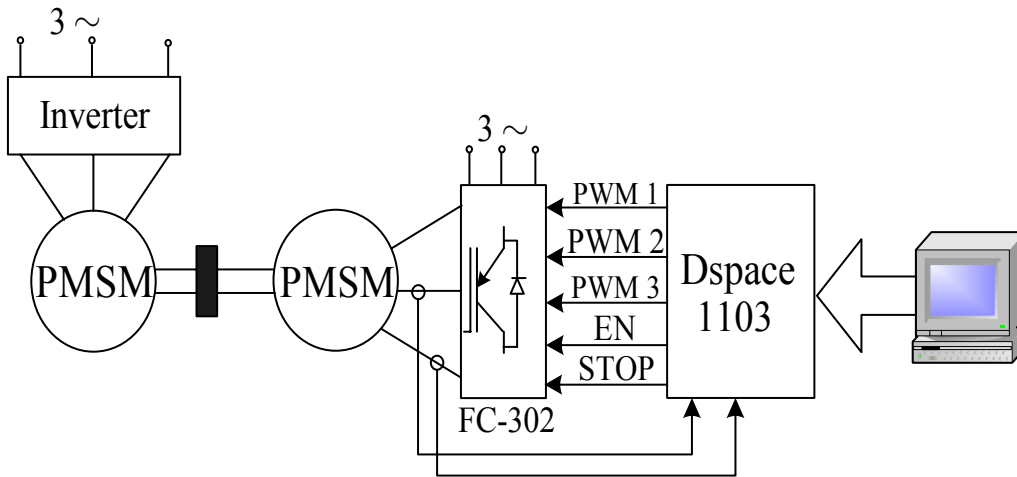 3 ~
Inverter
PMSM
PMSM
3 ~
FC-302
PWM 1
PWM 2
PWM 3
EN
STOP
Dspace
1103